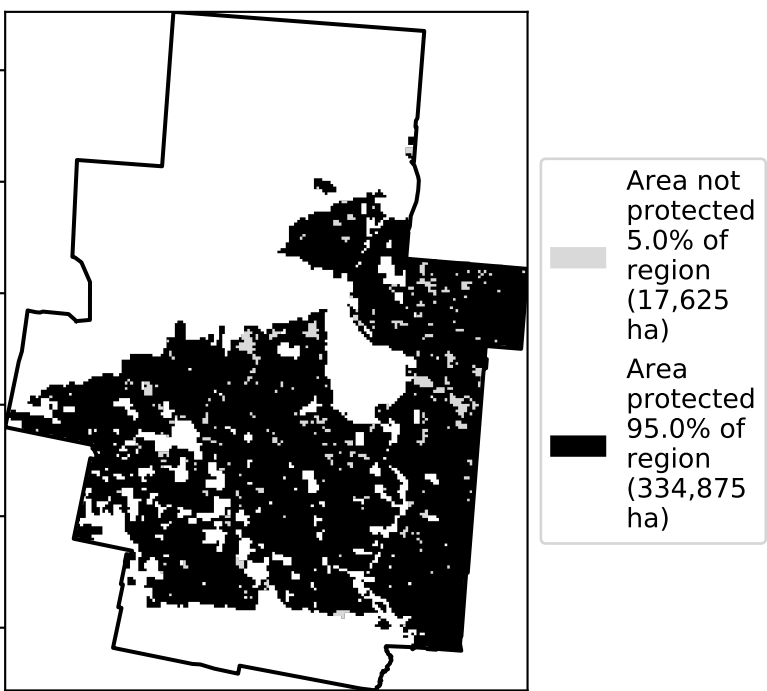 Area not
protected
5.0% of
region
(17,625
ha)
Area
protected
95.0% of
region
(334,875
ha)